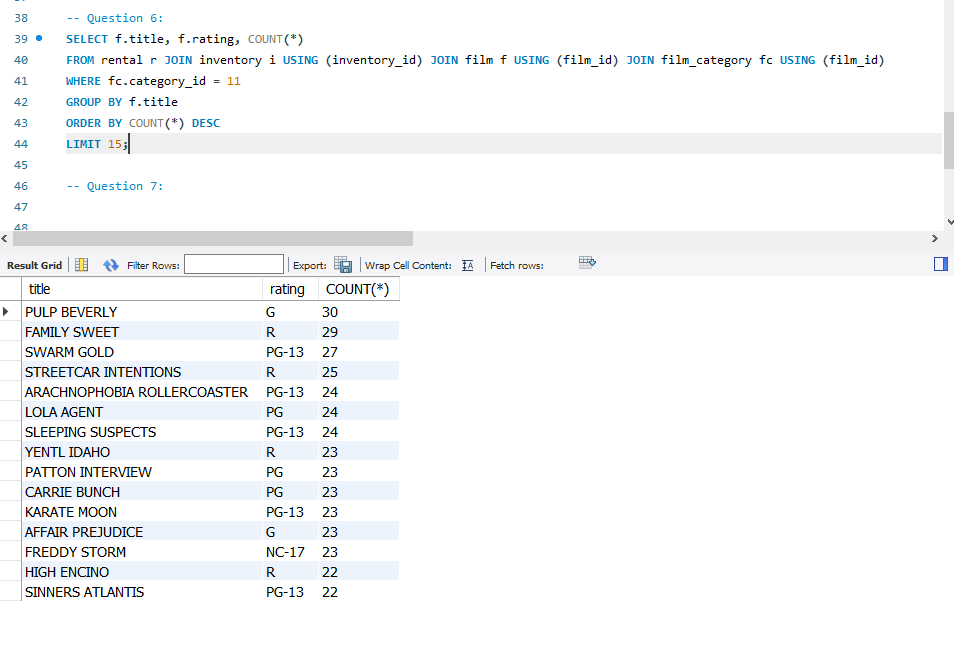 38 -- Question 6:
39 SELECT f.title, f.rating, COUNT(*)
40 FROM rental r JOIN inventory i USING (inventory_id) JOIN film f USING (film_id) JOIN film_category fc USING (film_id)
41 WHERE fc.category_id = 11
42 GROUP BY f.title
43 ORDER BY COUNT(*) DESC
44 LIMIT 15;
45
46 -- Question 7:
47
48
Result Grid Filter Rows: Export: Wrap Cell Content: Fetch rows:
title rating COUNT(*)
PULP BEVERLY G 30
FAMILY SWEET R 29
SWARM GOLD PG-13 27
STREETCAR INTENTIONS R 25
ARACHNOPHOBIA ROLLERCOASTER PG-13 24
LOLA AGENT PG 24
SLEEPING SUSPECTS PG-13 24
YENTL IDAHO R 23
PATTON INTERVIEW PG 23
CARRIE BUNCH PG 23
KARATE MOON PG-13 23
AFFAIR PREJUDICE G 23
FREDDY STORM NC-17 23
HIGH ENCINO R 22
SINNERS ATLANTIS PG-13 22